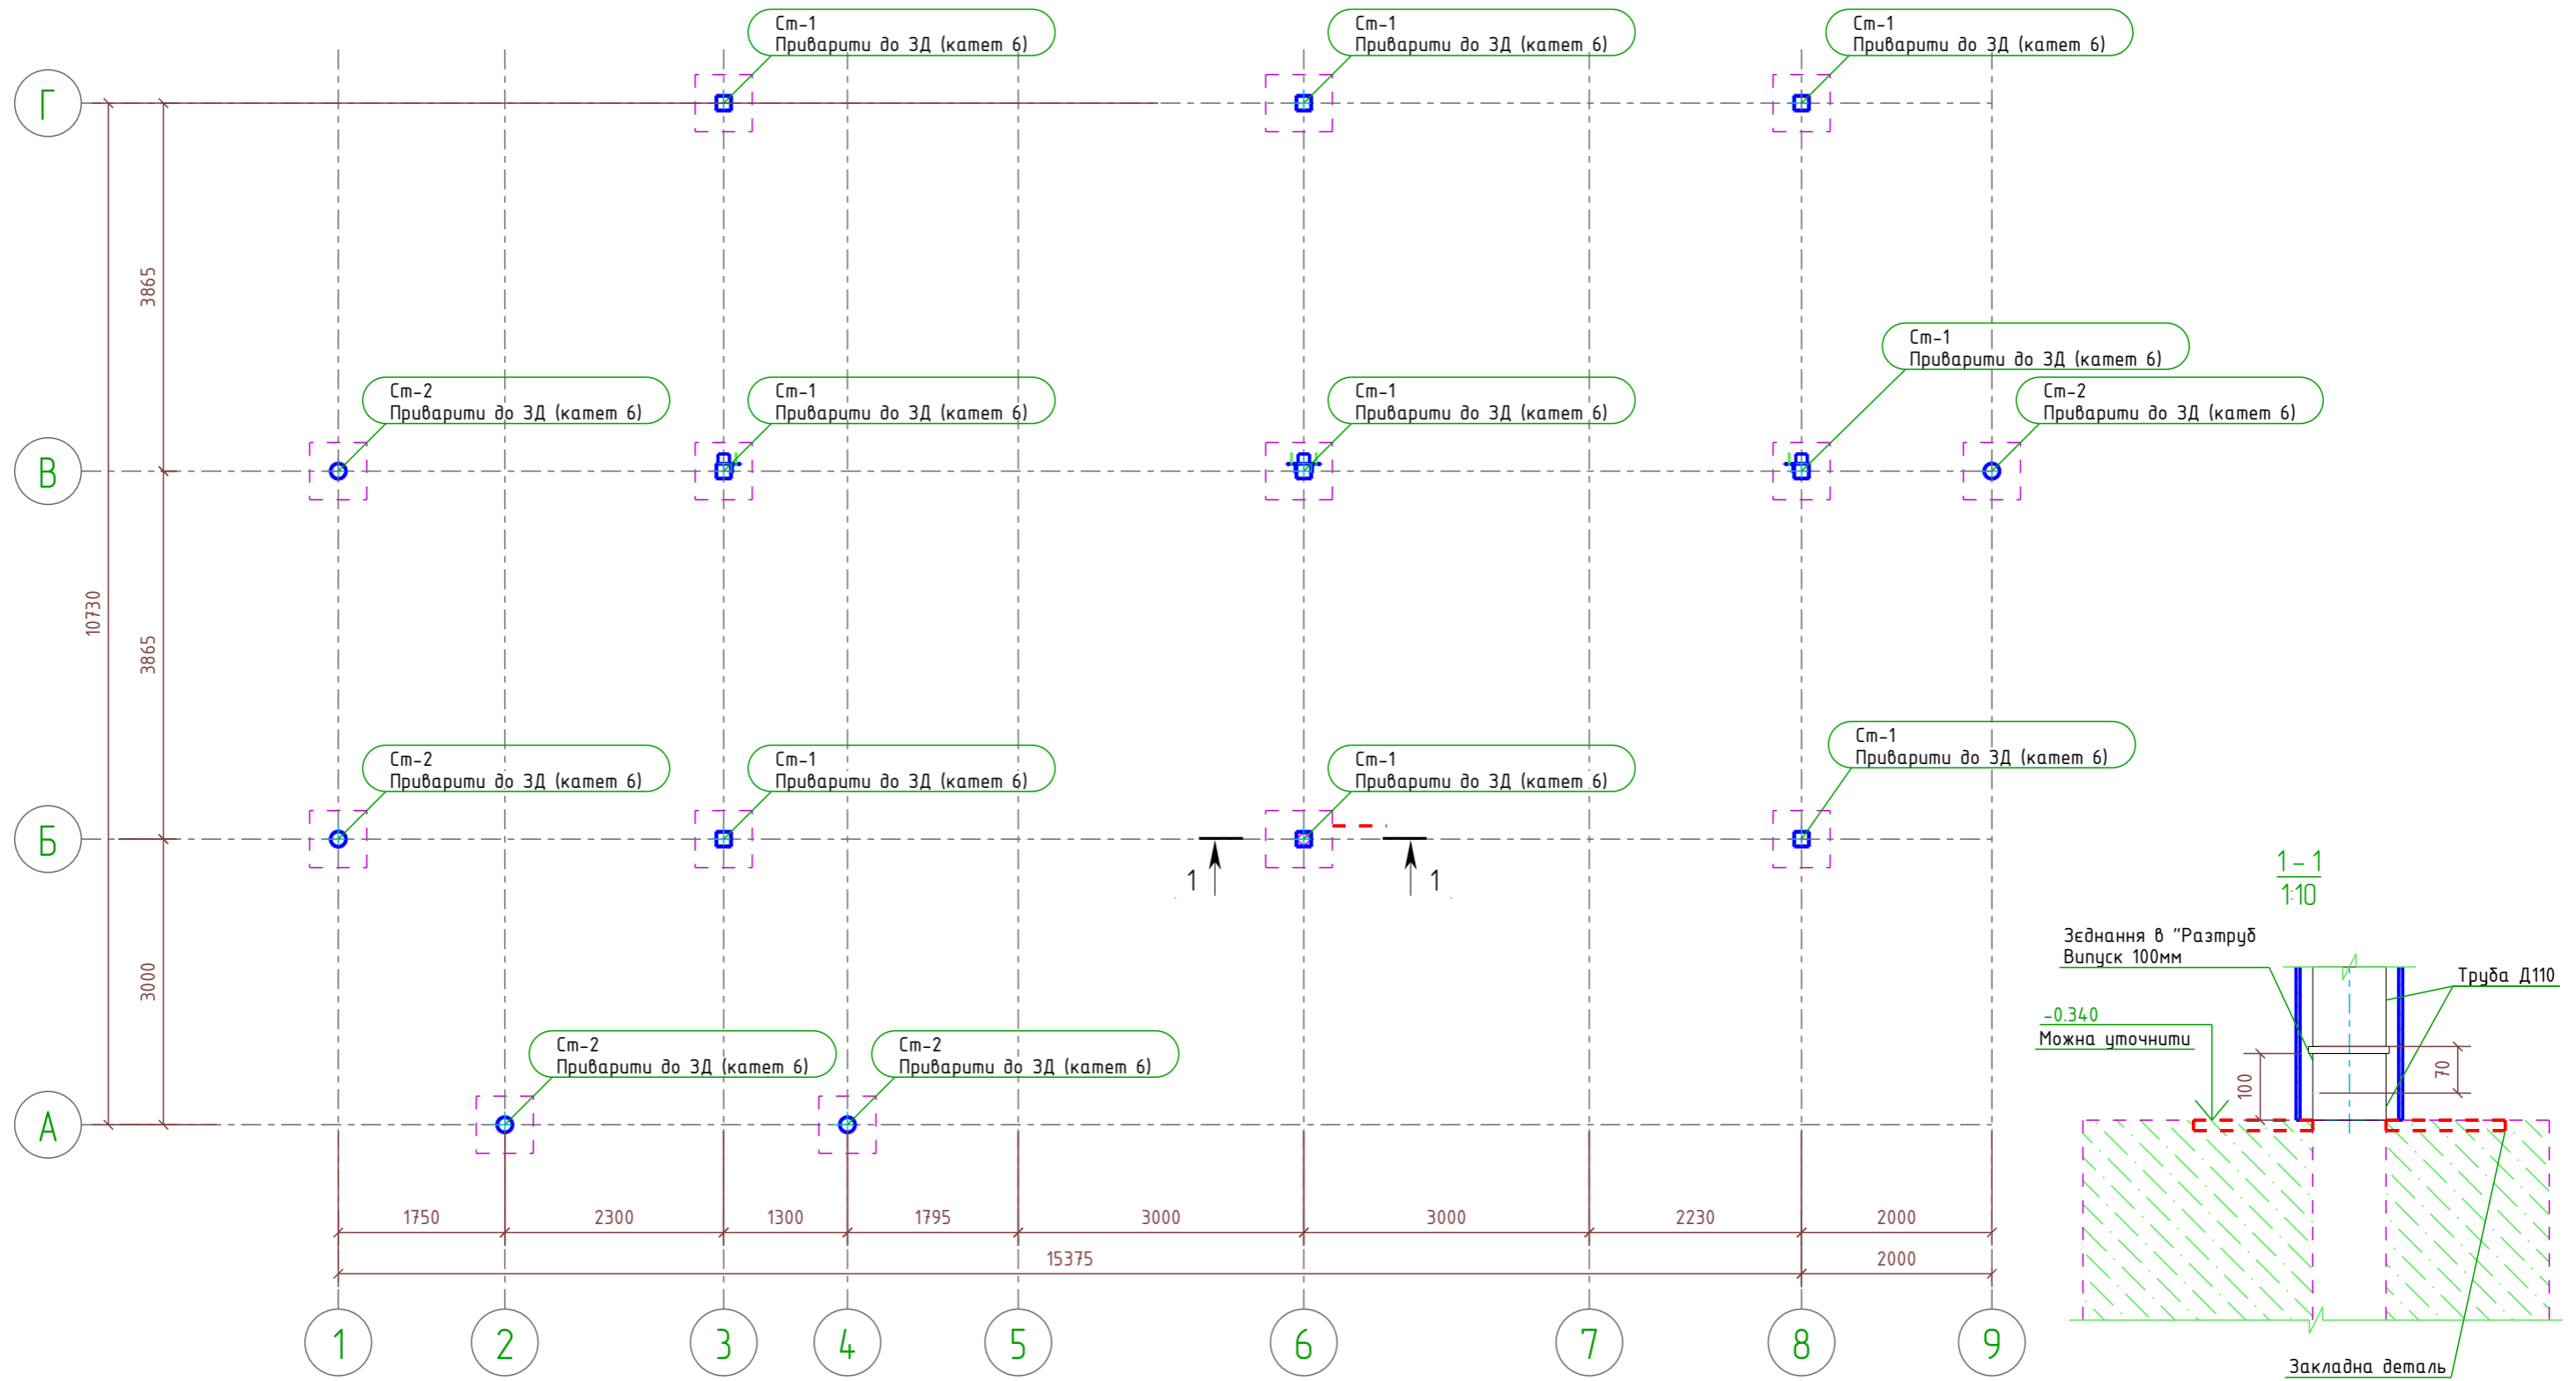 Ст-1
Приварити до ЗД (катет 6)
Ст-1
Приварити до ЗД (катет 6)
Ст-1
Приварити до ЗД (катет 6)
Г
3865
Ст-1
Приварити до ЗД (катет 6)
Ст-2
Приварити до ЗД (катет 6)
Ст-1
Приварити до ЗД (катет 6)
Ст-1
Приварити до ЗД (катет 6)
Ст-2
Приварити до ЗД (катет 6)
В
10730
3865
Ст-2
Приварити до ЗД (катет 6)
Ст-1
Приварити до ЗД (катет 6)
Ст-1
Приварити до ЗД (катет 6)
Ст-1
Приварити до ЗД (катет 6)
Б
1
1
1-1
1:10
Зєднання в "Разтруб
Випуск 100мм
Труба Д110
-0.340
Можна уточнити
100
70
3000
Ст-2
Приварити до ЗД (катет 6)
Ст-2
Приварити до ЗД (катет 6)
А
1750
2300
1300
1795
3000
3000
2230
2000
15375
2000
1
2
3
4
5
6
7
8
9
Закладна деталь